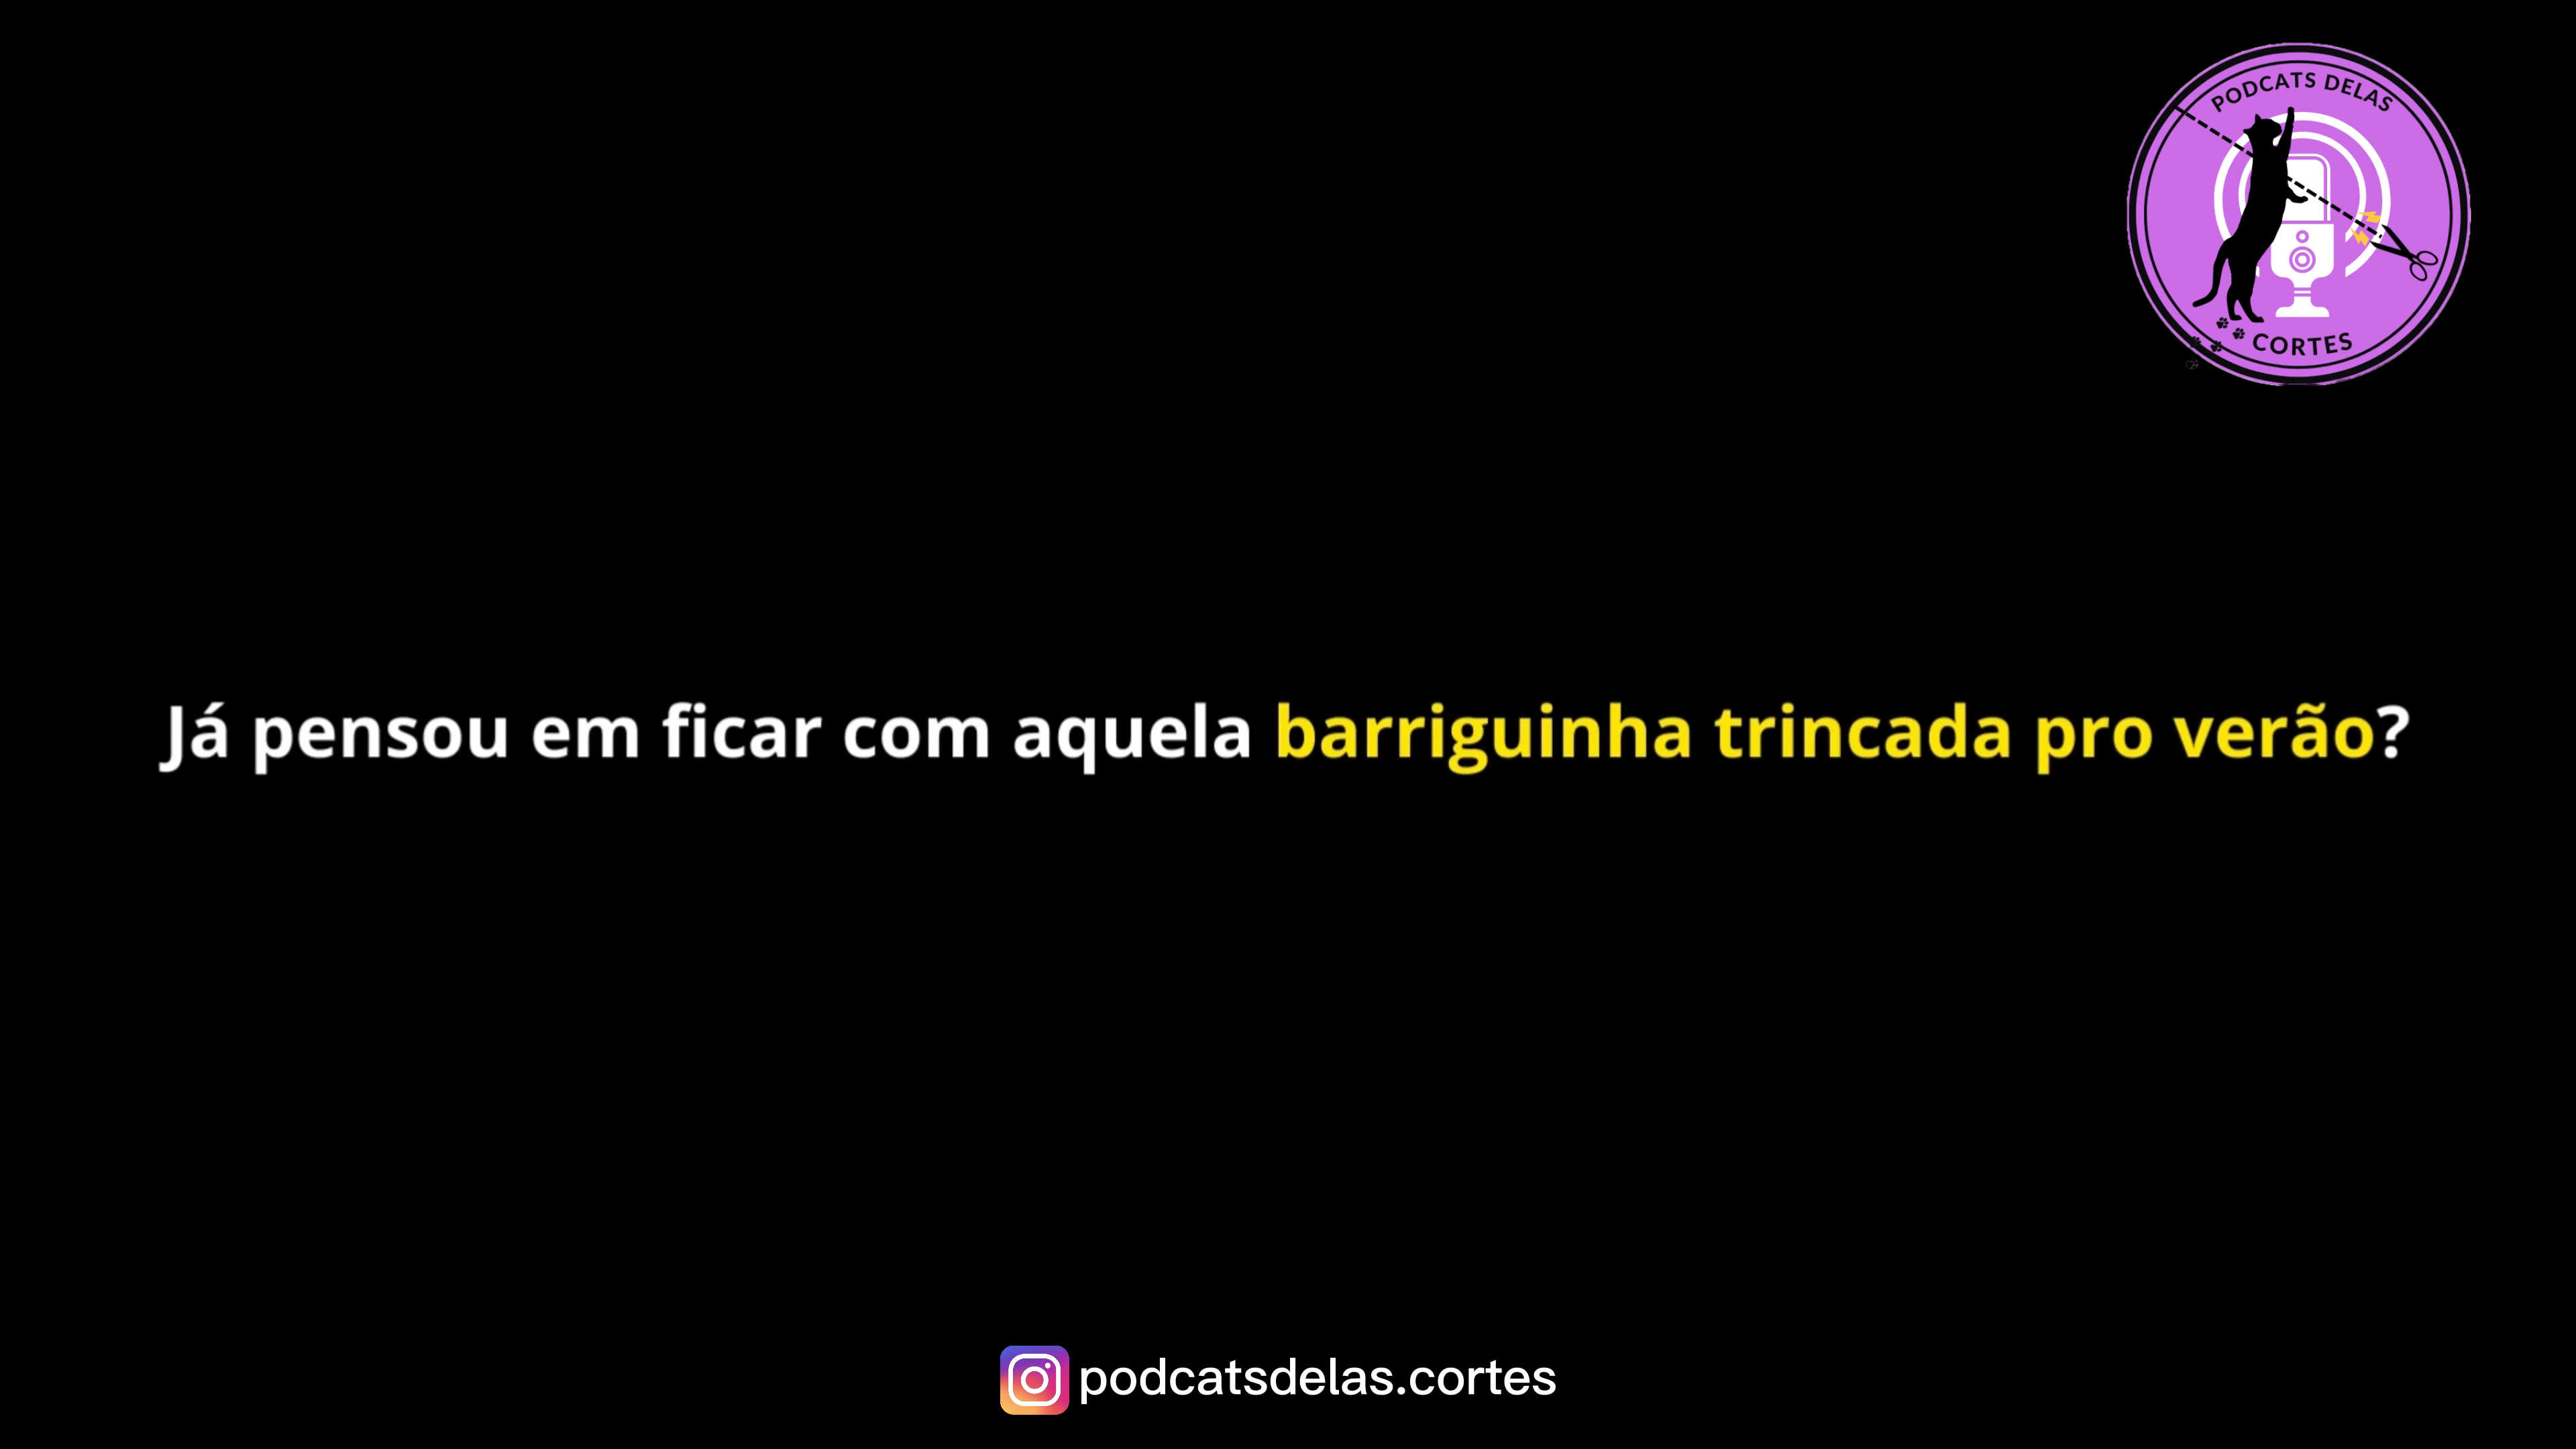 PODCATS DELAS
CORTES
Já pensou em ficar com aquela barriguinha trincada pro verão?
podcatsdelas.cortes